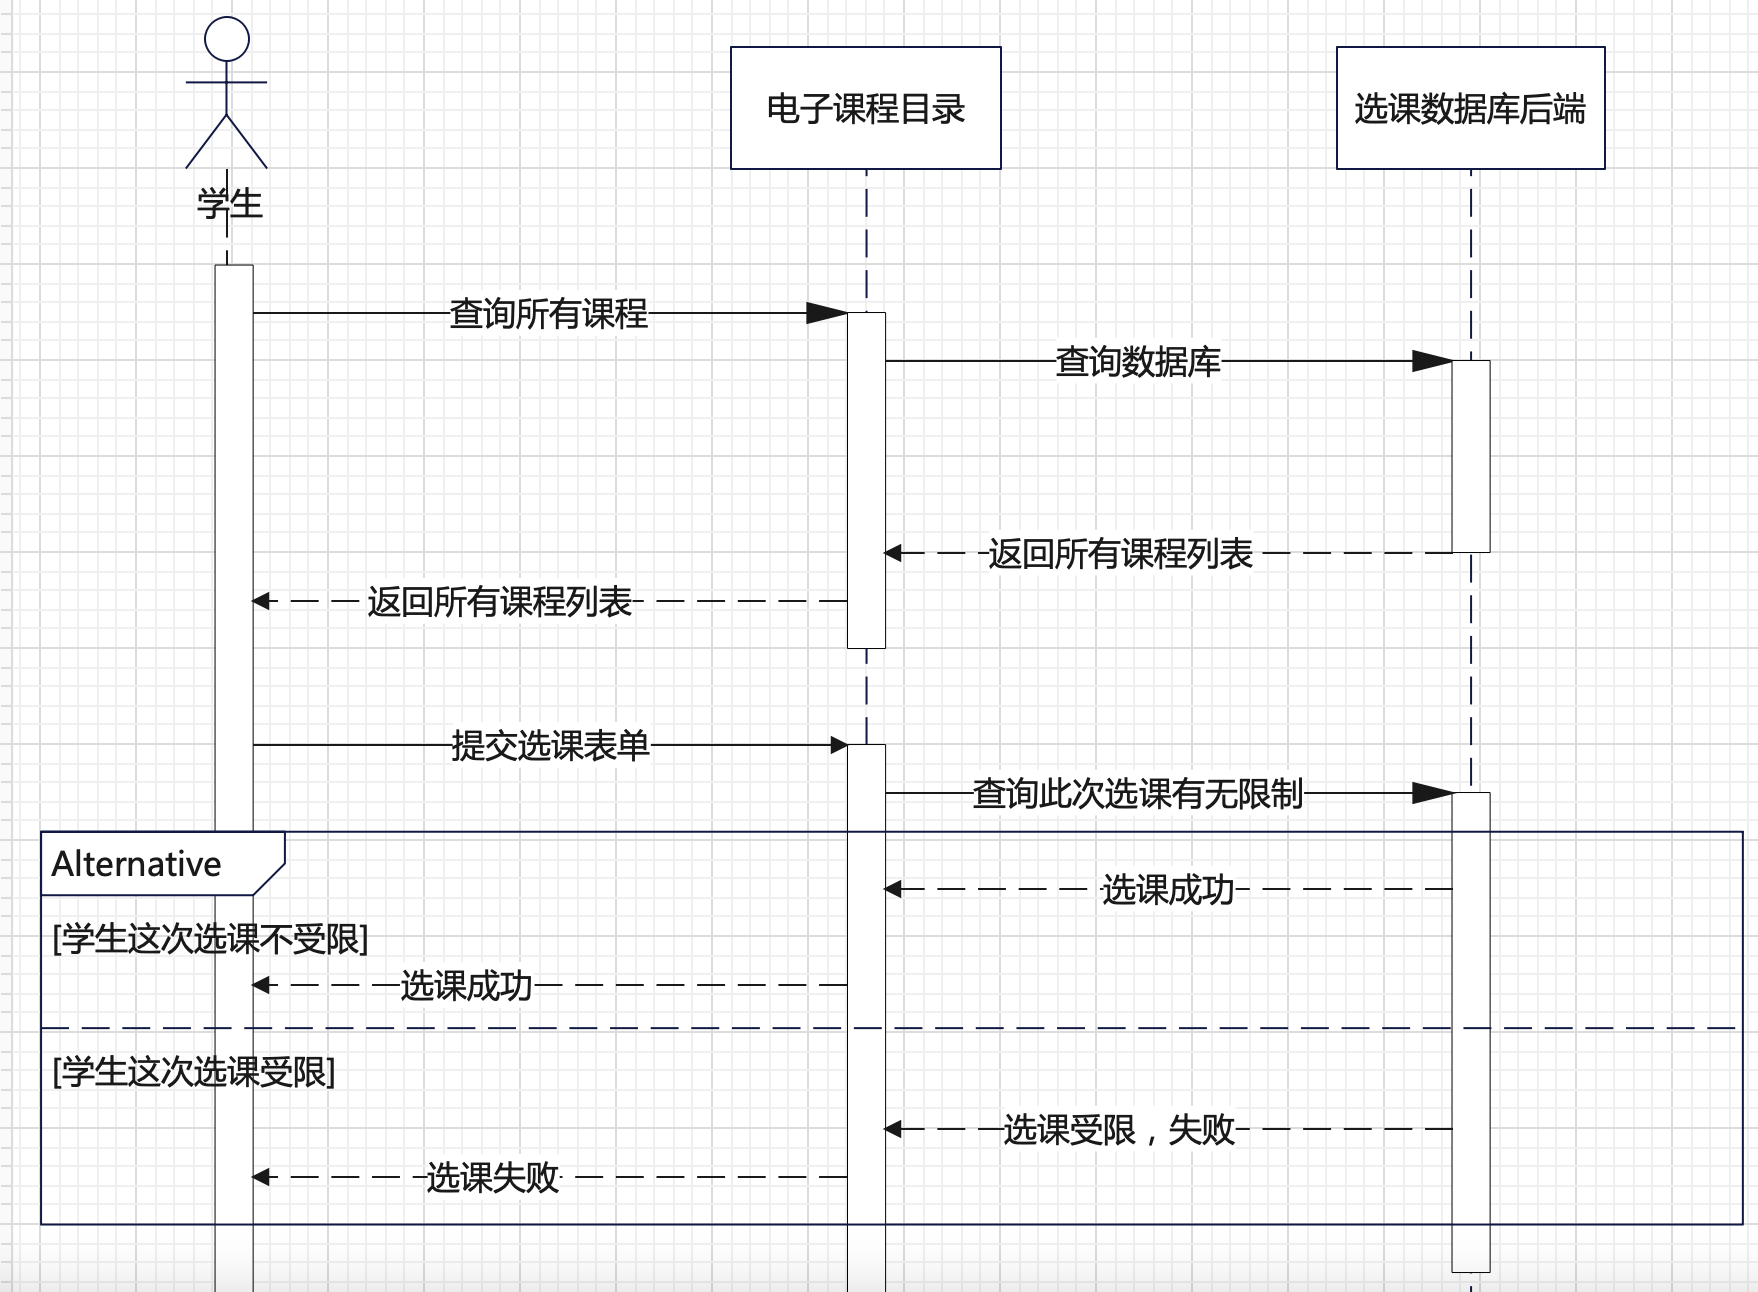 学生
电子课程目录
选课数据库后端
查询所有课程
查询数据库
返回所有课程列表
返回所有课程列表
提交选课表单
查询此次选课有无限制
Alternative
选课成功
[学生这次选课不受限]
选课成功
[学生这次选课受限]
选课受限，失败
选课失败